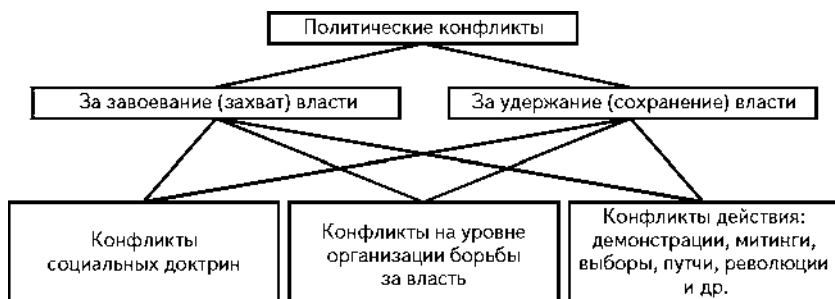 Политические конфликты
За завоевание (захват) власти
За удержание (сохранение) власти
Конфликты
социальных доктрин
Конфликты на уровне
организации борьбы
за власть
Конфликты действия:
демонстрации, митинги,
выборы, путчи, революции
и др.